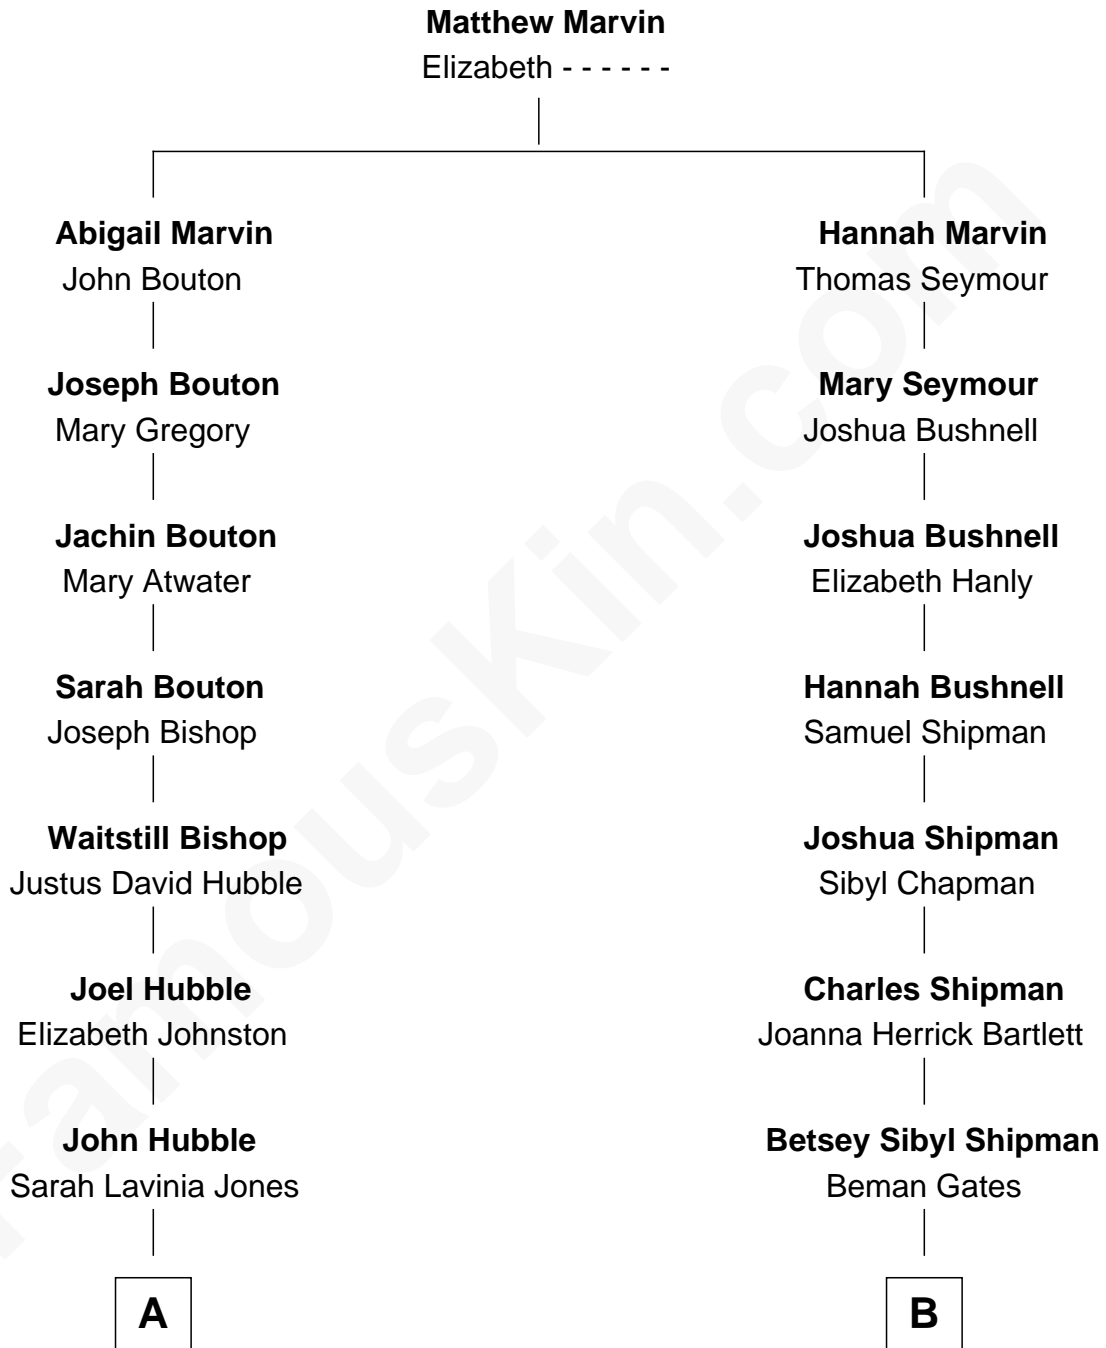 Matthew Marvin
Elizabeth - - - - - -
Abigail Marvin
John Bouton
Hannah Marvin
Thomas Seymour
Joseph Bouton
Mary Gregory
Mary Seymour
Joshua Bushnell
Jachin Bouton
Mary Atwater
Joshua Bushnell
Elizabeth Hanly
Sarah Bouton
Joseph Bishop
Hannah Bushnell
Samuel Shipman
Waitstill Bishop
Justus David Hubble
Joshua Shipman
Sibyl Chapman
Joel Hubble
Elizabeth Johnston
Charles Shipman
Joanna Herrick Bartlett
John Hubble
Sarah Lavinia Jones
Betsey Sibyl Shipman
Beman Gates
A
B
FamousKin.com